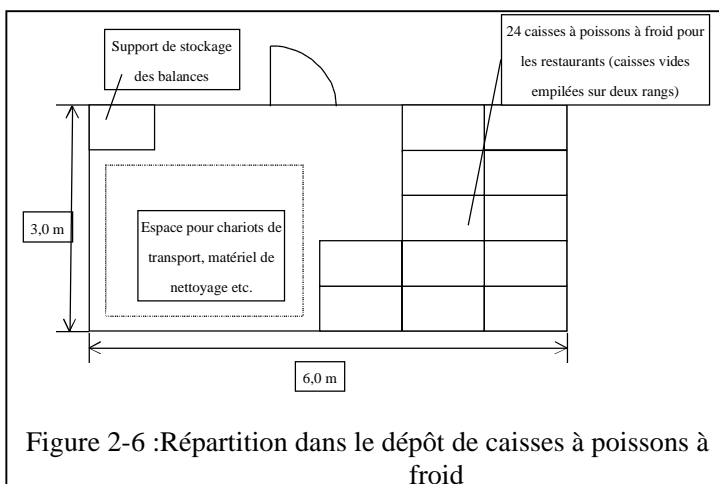 Support de stockage
des balances
24 caisses à poissons à froid pour
les restaurants (caisses vides
empilées sur deux rangs)
3,0 m
Espace pour chariots de
transport, matériel de
nettoyage etc.
6,0 m
Figure 2-6 :Répartition dans le dépôt de caisses à poissons à
froid